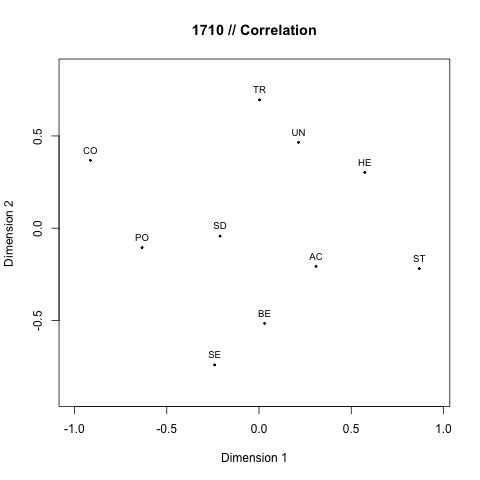 1710 // Correlation
TR
UN
CO
HE
SD
PO
AC
ST
BE
SE
Dimension 2
0.5
0.0
-0.5
-1.0 -0.5 0.0 0.5 1.0
Dimension 1